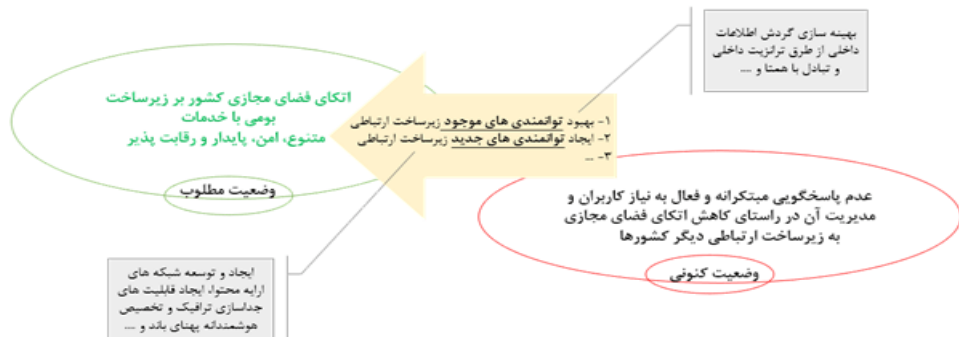 بهینه سازی گردش اطلاعات
داخلی از طرق ترانزیت داخلی
و تبادل با همتا و ....
اتکای فضای مجازی کشور بر زیرساخت
بومی با خدمات
متنوع، امن، پایدار و رقابت پذیر
وضعیت مطلوب
۱- بهبود توانمندی های موجود زیرساخت ارتباطی
۲- ایجاد توانمندی های جدید زیرساخت ارتباطی
۳- ...
عدم پاسخگویی مبتکرانه و فعال به نیاز کاربران و
مدیریت آن در راستای کاهش اتکای فضای مجازی
به زیرساخت ارتباطی دیگر کشورها
وضعیت کنونی
ایجاد و توسعه شبکه های
ارایه محتوا، ایجاد قابلیت های
جداسازی ترافیک و تخصیص
هوشمندانه پهنای باند و ....